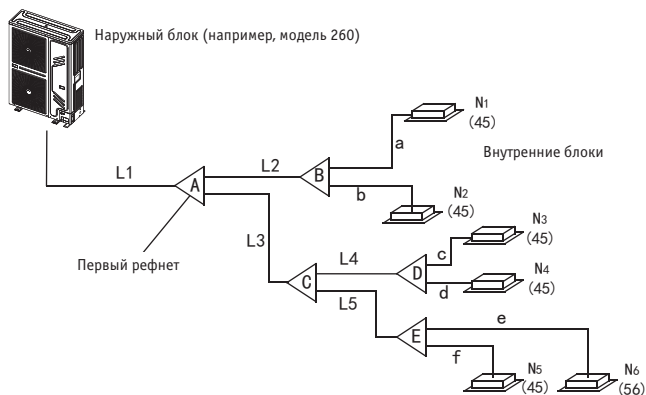 Наружный блок (например, модель 260)
N1
(45)
a
Внутренние блоки
L1
A
L2
B
b
N2
(45)
L3
Первый рефнет
N3
(45)
c
L4
D
C
d
N4
(45)
L5
E
e
f
N5
(45)
N6
(56)